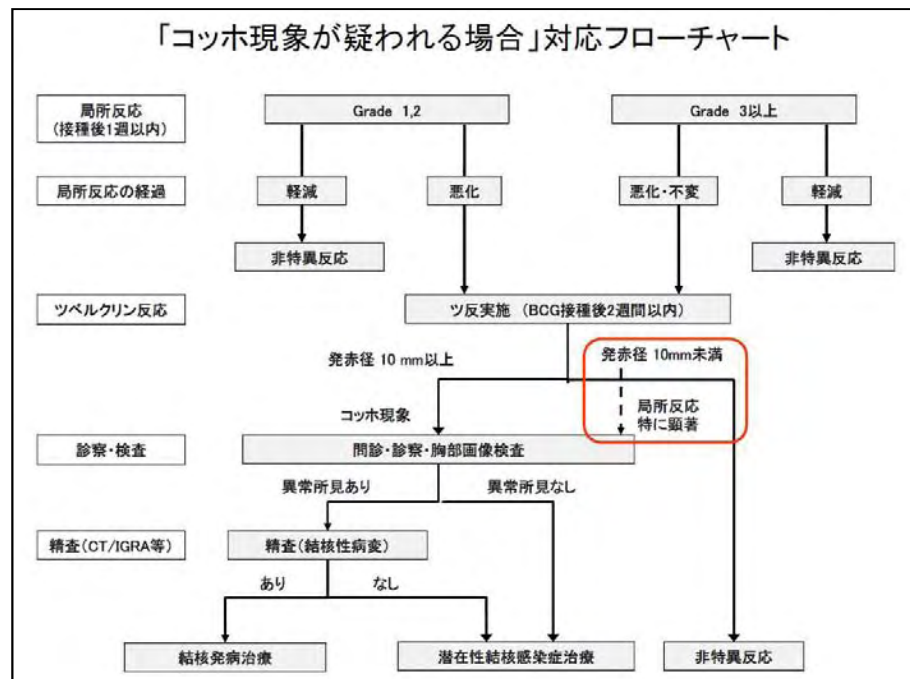 「コッホ現象が疑われる場合」対応フローチャート
局所反応
(接種後1週以内)
Grade 1,2
Grade 3以上
局所反応の経過
軽減
悪化
悪化・不変
軽減
非特異反応
非特異反応
ツベルクリン反応
ツ反実施 (BCG接種後2週間以内)
発赤径 10 mm以上
発赤径 10mm未満
コッホ現象
局所反応
特に顕著
診察・検査
問診・診察・胸部画像検査
異常所見あり
異常所見なし
精査(CT/IGRA等)
精査(結核性病変)
あり
なし
結核発病治療
潜在性結核感染症治療
非特異反応